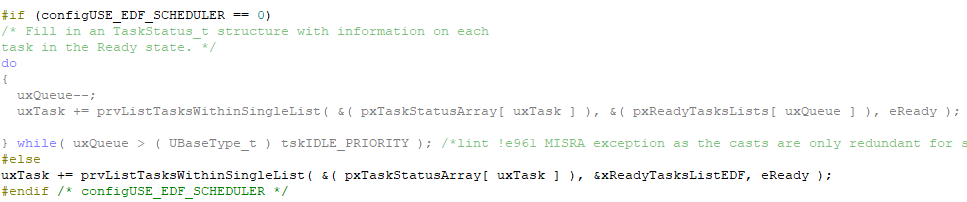 #if (configUSE_EDF_SCHEDULER == 0)
/* Fill in an TaskStatus_t structure with information on each
task in the Ready state. */
do
{
uxQueue--;
uxTask += prvListTasksWithinSingleList( &( pxTaskStatusArray[ uxTask ] ), &( pxReadyTasksLists[ uxQueue ] ), eReady );
} while( uxQueue > ( UBaseType_t ) tskIDLE_PRIORITY ); /*lint !e961 MISRA exception as the casts are only redundant for s
#else
uxTask += prvListTasksWithinSingleList( &( pxTaskStatusArray[ uxTask ] ), &xReadyTasksListEDF, eReady );
#endif /* configUSE_EDF_SCHEDULER */